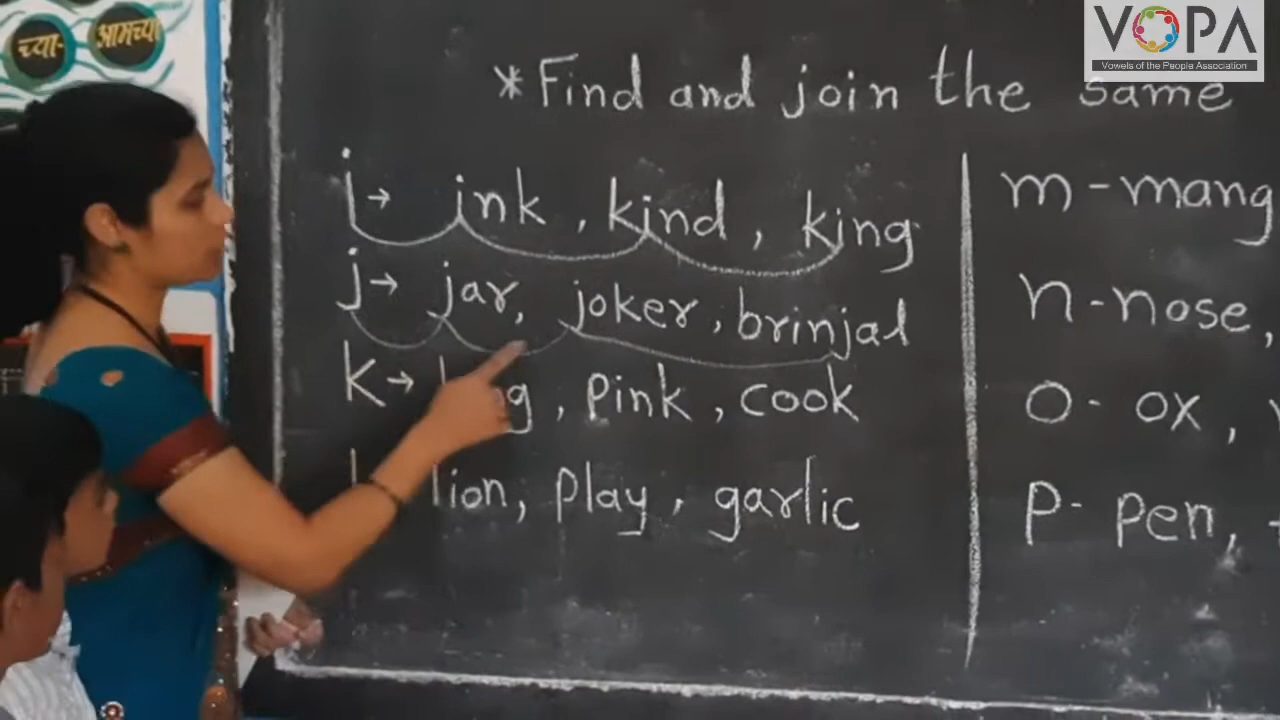 च्या- आमच्या
VOPA
Vowels of the People Association
*Find and join the same
i→ ink, kind, king
j→ jar, joker, brinjal
k→ pink, cook
lion, play, garlic
m-mang
n-nose,
o- ox,
p- pen,